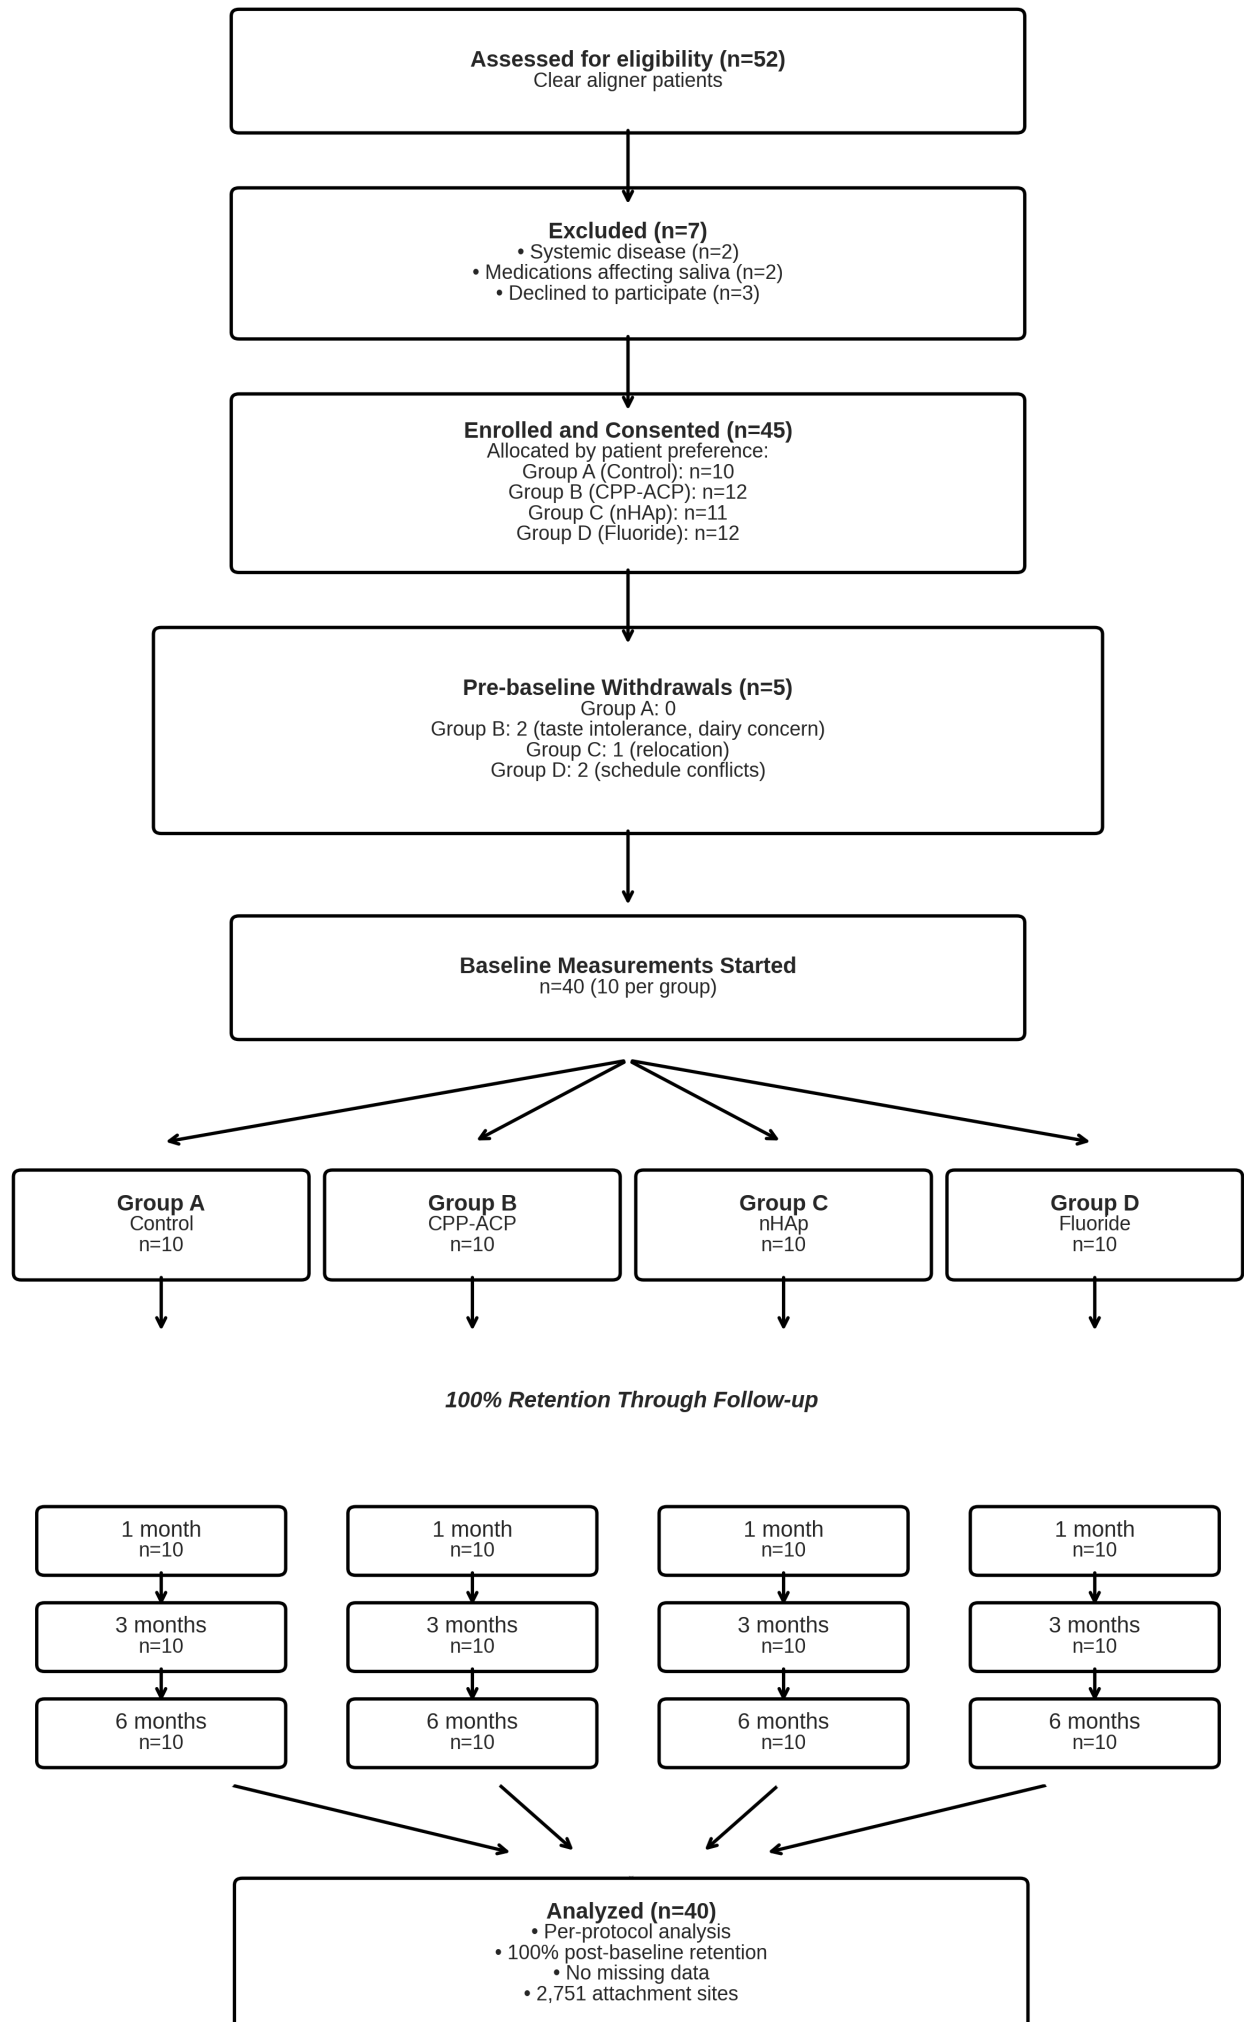 Assessed for eligibility (n=52)
Clear aligner patients
Excluded (n=7)
• Systemic disease (n=2)
• Medications affecting saliva (n=2)
• Declined to participate (n=3)
Enrolled and Consented (n=45)
Allocated by patient preference:
Group A (Control): n=10
Group B (CPP-ACP): n=12
Group C (nHAp): n=11
Group D (Fluoride): n=12
Pre-baseline Withdrawals (n=5)
Group A: 0
Group B: 2 (taste intolerance, dairy concern)
Group C: 1 (relocation)
Group D: 2 (schedule conflicts)
Baseline Measurements Started
n=40 (10 per group)
Group A
Control
n=10
Group B
CPP-ACP
n=10
Group C
nHAp
n=10
Group D
Fluoride
n=10
100% Retention Through Follow-up
1 month
n=10
1 month
n=10
1 month
n=10
1 month
n=10
3 months
n=10
3 months
n=10
3 months
n=10
3 months
n=10
6 months
n=10
6 months
n=10
6 months
n=10
6 months
n=10
Analyzed (n=40)
• Per-protocol analysis
• 100% post-baseline retention
• No missing data
• 2,751 attachment sites